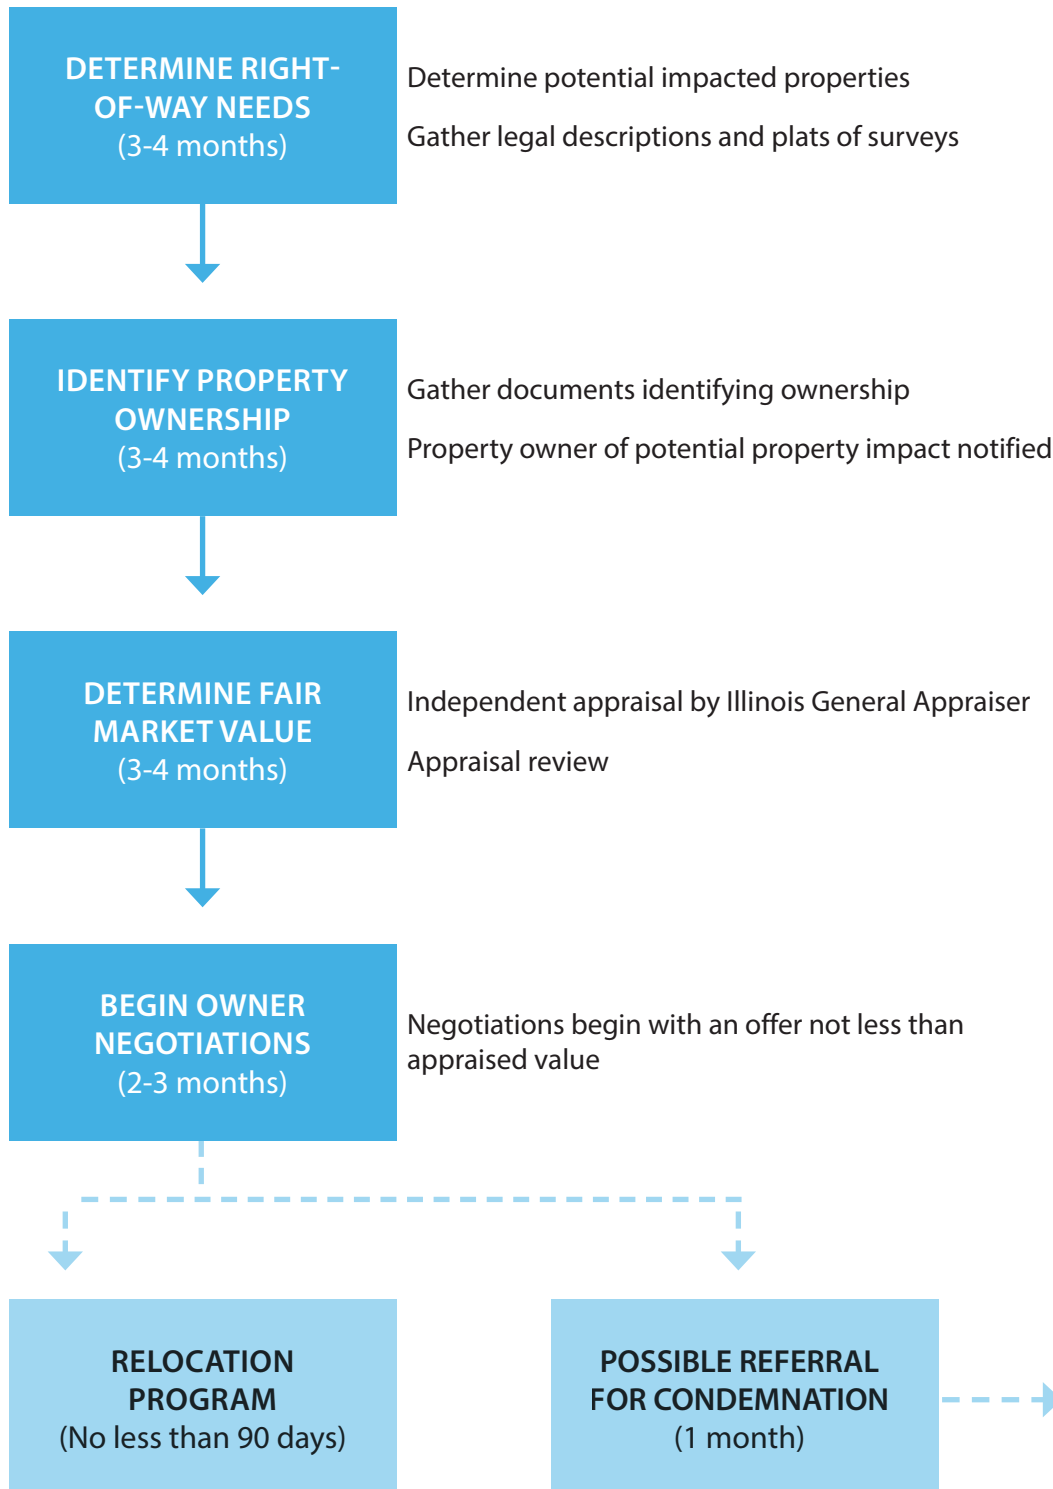 DETERMINE RIGHT-
OF-WAY NEEDS
(3-4 months)
Determine potential impacted properties
Gather legal descriptions and plats of surveys
IDENTIFY PROPERTY
OWNERSHIP
(3-4 months)
Gather documents identifying ownership
Property owner of potential property impact notified
DETERMINE FAIR
MARKET VALUE
(3-4 months)
Independent appraisal by Illinois General Appraiser
Appraisal review
BEGIN OWNER
NEGOTIATIONS
(2-3 months)
Negotiations begin with an offer not less than
appraised value
RELOCATION
PROGRAM
(No less than 90 days)
POSSIBLE REFERRAL
FOR CONDEMNATION
(1 month)